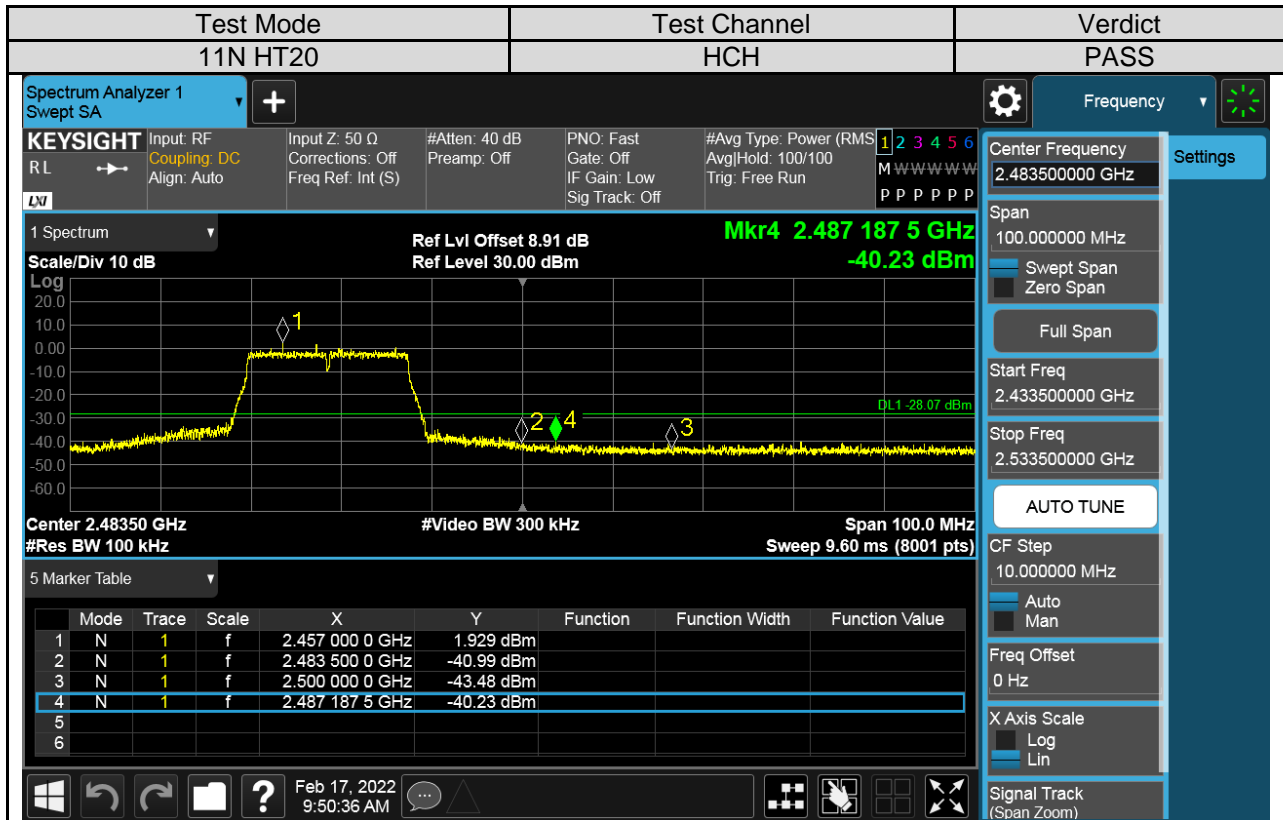 Test Mode Test Channel Verdict
11N HT20 HCH PASS
Spectrum Analyzer 1
Swept SA
+
Frequency
KEYSIGHT Input: RF Input Z: 50 Ω #Atten: 40 dB PNO: Fast #Avg Type: Power (RMS 1 2 3 4 5 6
RL Coupling: DC Corrections: Off Preamp: Off Gate: Off Avg|Hold: 100/100 M W W W W W
Align: Auto Freq Ref: Int (S) IF Gain: Low Trig: Free Run
LXI Sig Track: Off P P P P P P
1 Spectrum
Ref Lvl Offset 8.91 dB
Mkr4 2.487 187 5 GHz
Scale/Div 10 dB Ref Level 30.00 dBm -40.23 dBm
Log
20.0
10.0
0.00
-10.0
-20.0
-30.0
-40.0
-50.0
-60.0
1
2
4
3
DL1 -28.07 dBm
Center 2.48350 GHz #Video BW 300 kHz Span 100.0 MHz
#Res BW 100 kHz Sweep 9.60 ms (8001 pts)
5 Marker Table
Mode Trace Scale X Y Function Function Width Function Value
1 N 1 f 2.457 000 0 GHz 1.929 dBm
2 N 1 f 2.483 500 0 GHz -40.99 dBm
3 N 1 f 2.500 000 0 GHz -43.48 dBm
4 N 1 f 2.487 187 5 GHz -40.23 dBm
5
6
?
Feb 17, 2022
9:50:36 AM
Center Frequency
2.483500000 GHz
Settings
Span
100.000000 MHz
Swept Span
Zero Span
Full Span
Start Freq
2.433500000 GHz
Stop Freq
2.533500000 GHz
AUTO TUNE
CF Step
10.000000 MHz
Auto
Man
Freq Offset
0 Hz
X Axis Scale
Log
Lin
Signal Track
(Span Zoom)